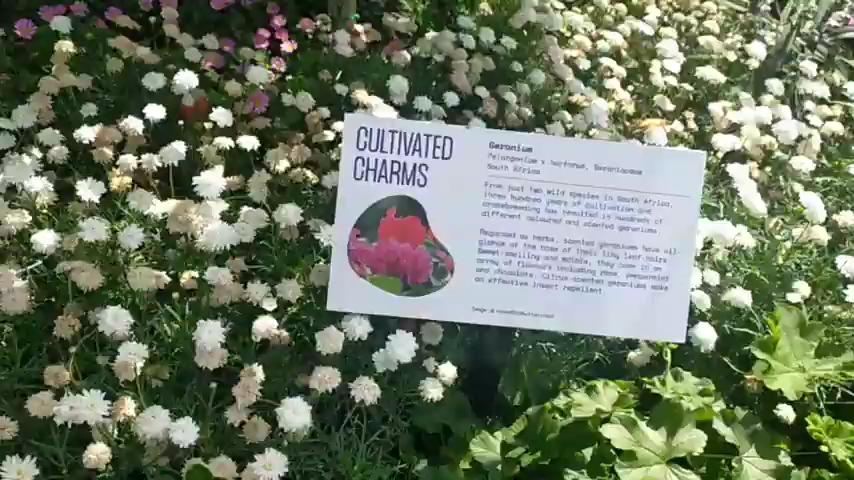 CULTIVATED
CHARMS
Geranium
Pelargonium x hortorum, Geraniaceae
South Africa
From just two wild species in South Africa,
three hundred years of cultivation and
crossbreeding has resulted in hundreds of
different coloured and scented geraniums
Regarded as herbs, scented geraniums have oil
glands at the base of their tiny leaf hairs
Sweet-smelling and edible, they come in an
array of flavours including rose, peppermint
and chocolate. Citrus-scented geraniums make
an effective insect repellent.
Image